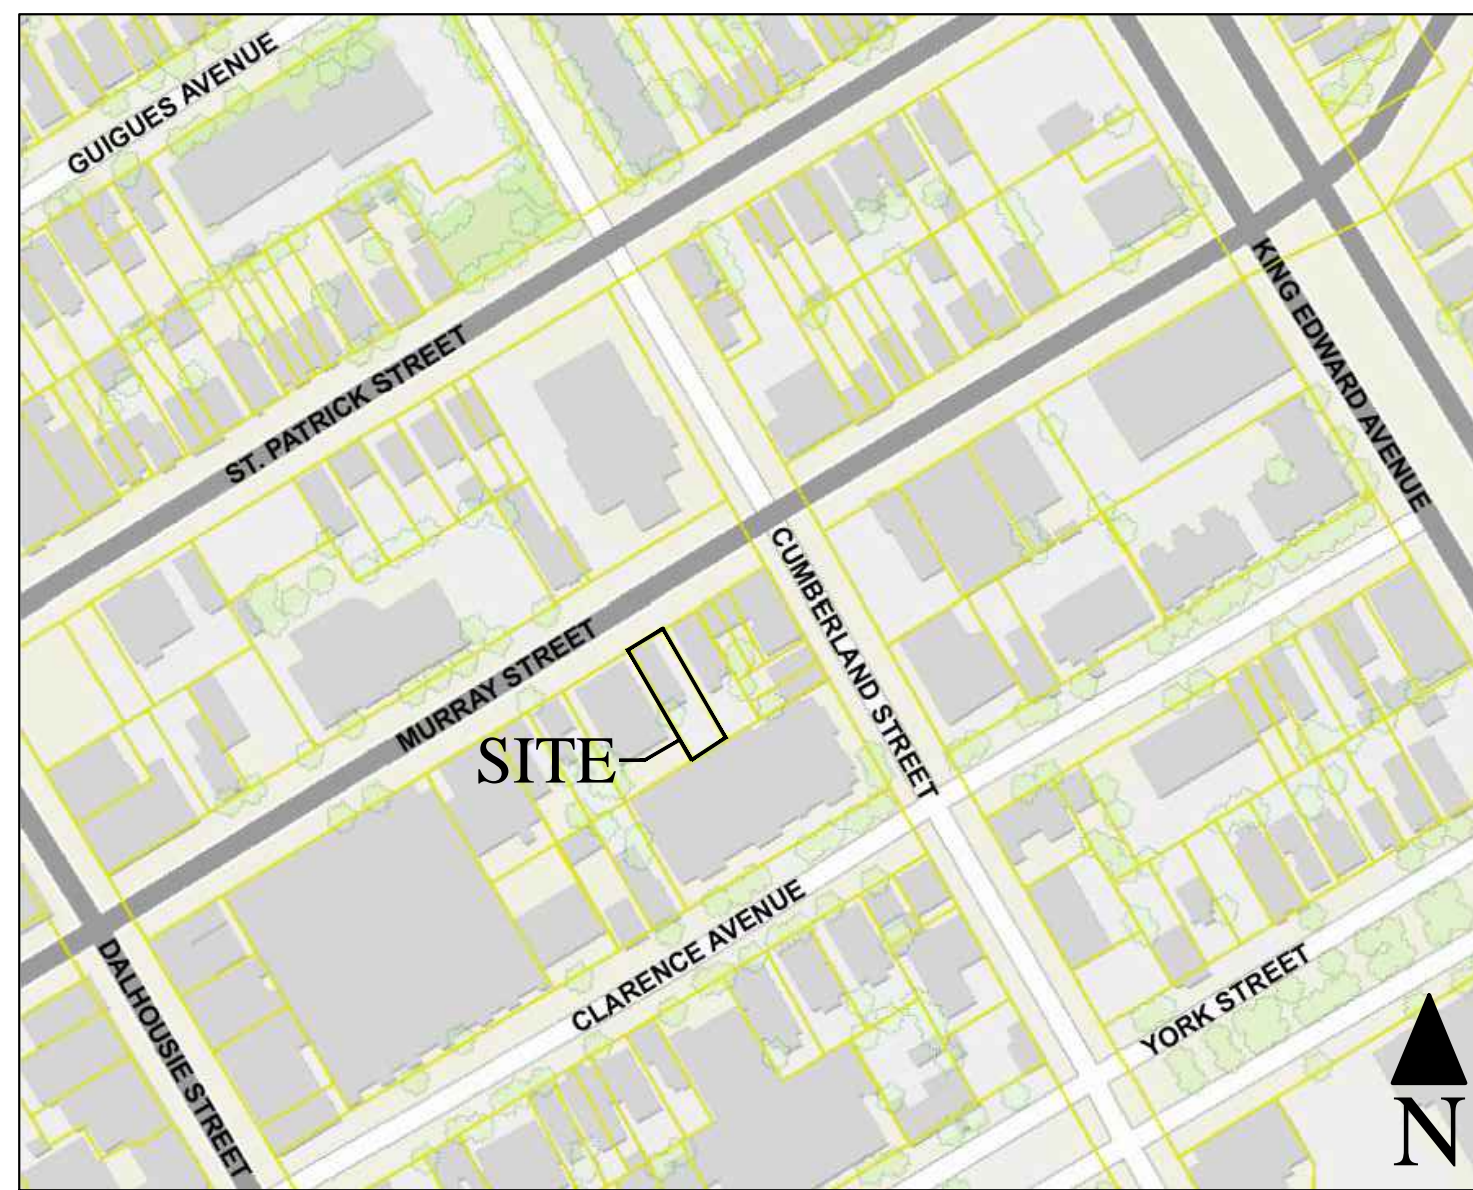 GUIGUES AVENUE
ST. PATRICK STREET
KING EDWARD AVENUE
MURRAY STREET
CUMBERLAND STREET
SITE
CLARENCE AVENUE
DALHOUSIE STREET
YORK STREET
N